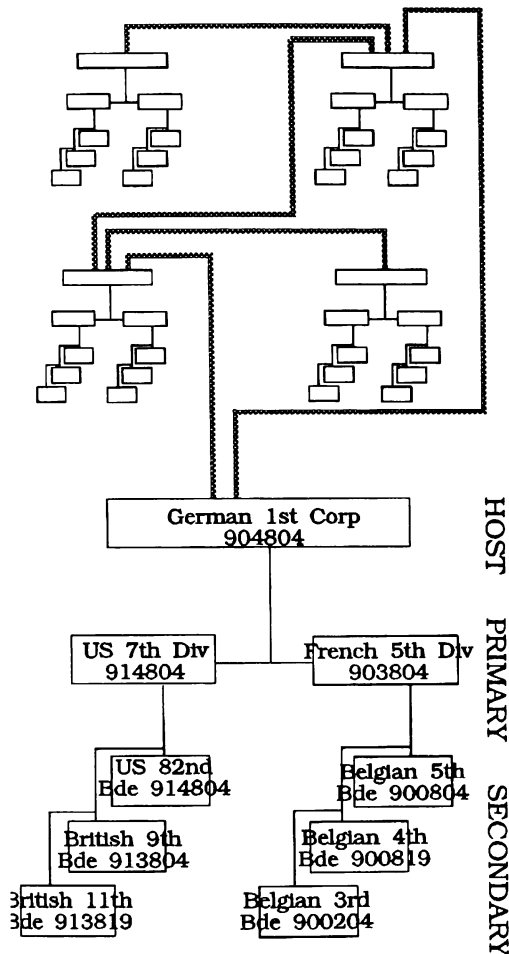 German 1st Corp
904804
HOST
US 7th Div
914804
French 5th Div
903804
PRIMARY
US 82nd
Bde 914804
Belgian 5th
Bde 900804
British 9th
Bde 913804
Belgian 4th
Bde 900819
British 11th
Bde 913819
Belgian 3rd
Bde 900204
SECONDARY